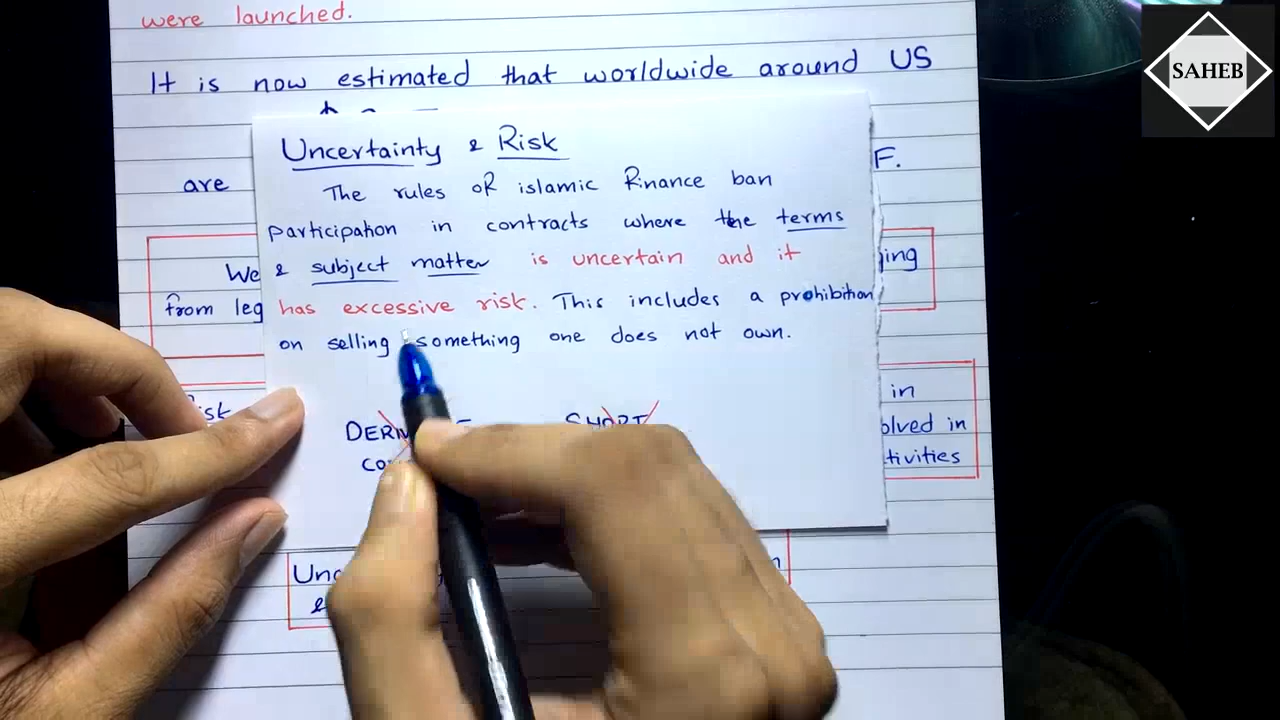 were launched.
It is now estimated that worldwide around US
SAHEB
F.
are
Uncertainty & Risk
The rules of islamic finance ban
participation in contracts where the terms
& subject matter is uncertain and it
has excessive risk. This includes a prohibition
on selling something one does not own.
We
from leg
in
olved in
tivities
SHORT